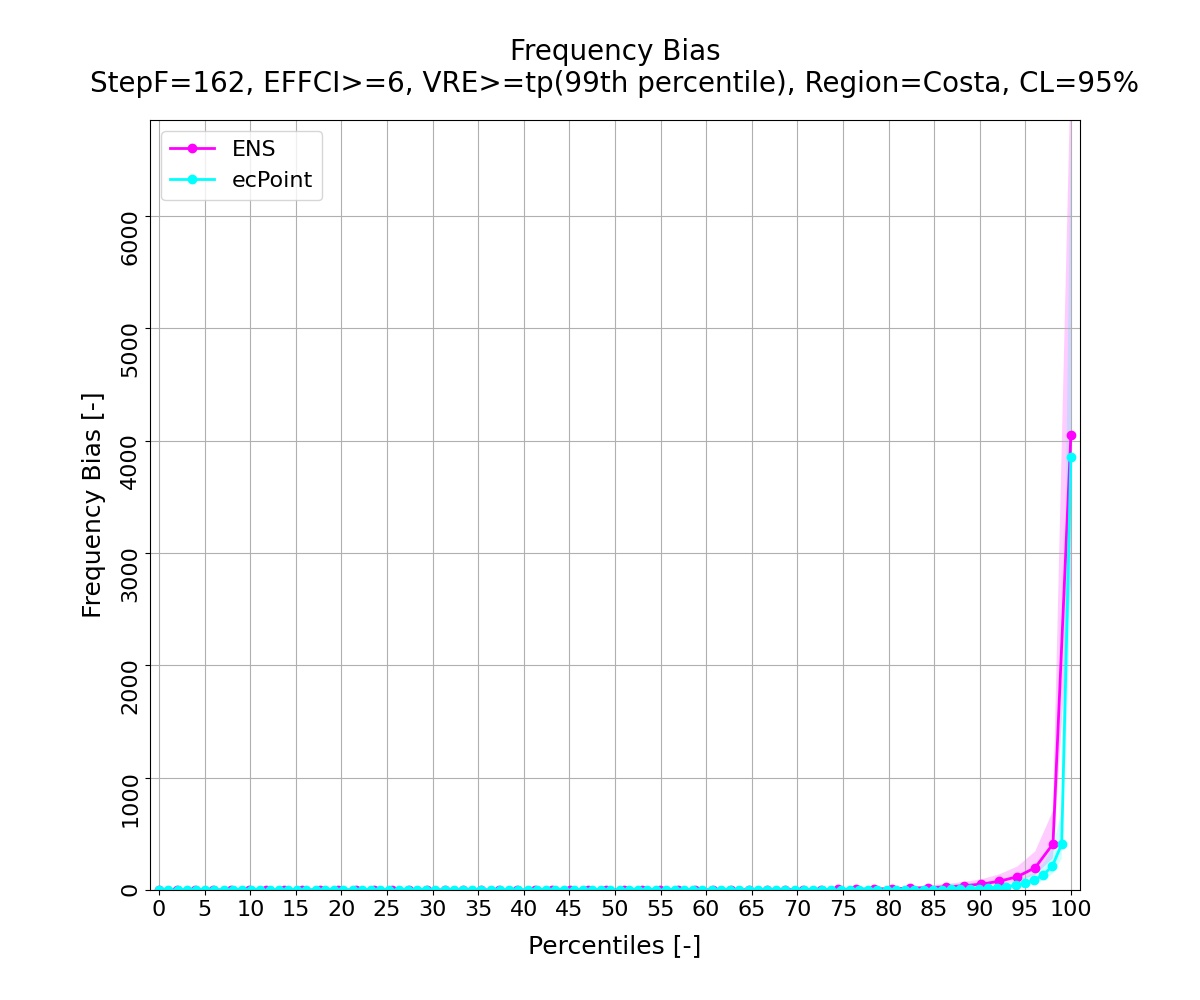 Frequency Bias
StepF=162, EFFCI>=6, VRE>=tp(99th percentile), Region=Costa, CL=95%
ENS
ecPoint
6000
5000
4000
3000
2000
1000
0
Frequency Bias [-]
0 5 10 15 20 25 30 35 40 45 50 55 60 65 70 75 80 85 90 95 100
Percentiles [-]